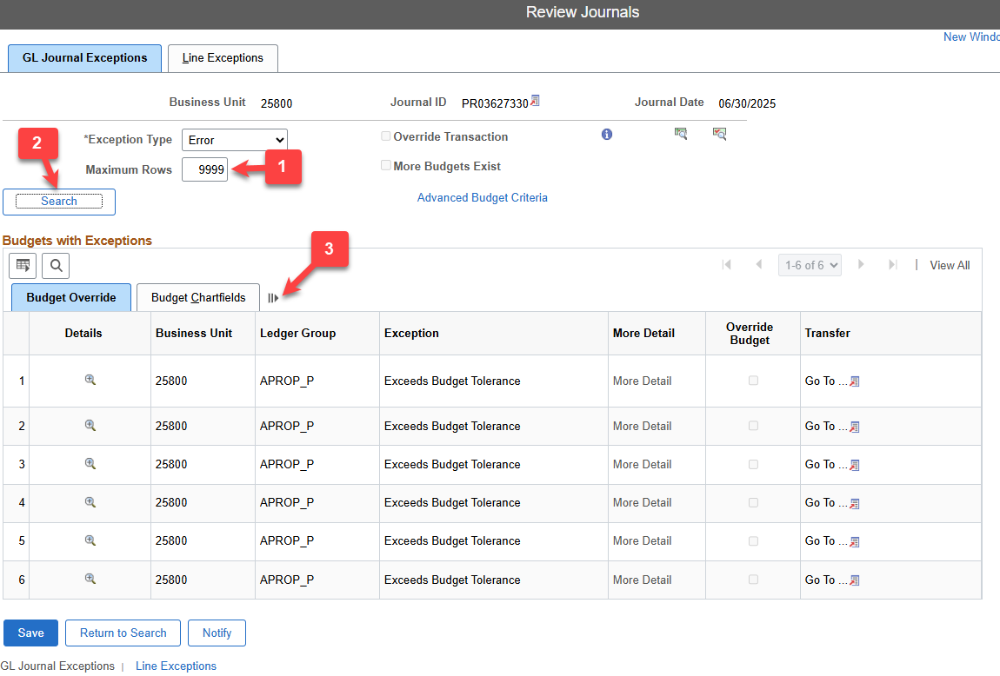 Review Journals
New Windo
GL Journal Exceptions Line Exceptions
Business Unit 25800 Journal ID PR03627330 Journal Date 06/30/2025
*Exception Type Error Override Transaction
2
Maximum Rows 9999 1 More Budgets Exist
Search Advanced Budget Criteria
Budgets with Exceptions
3
1-6 of 6 | View All
Budget Override Budget Chartfields
Details Business Unit Ledger Group Exception More Detail Override Budget Transfer
1 25800 APROP_P Exceeds Budget Tolerance More Detail Go To ...
2 25800 APROP_P Exceeds Budget Tolerance More Detail Go To ...
3 25800 APROP_P Exceeds Budget Tolerance More Detail Go To ...
4 25800 APROP_P Exceeds Budget Tolerance More Detail Go To ...
5 25800 APROP_P Exceeds Budget Tolerance More Detail Go To ...
6 25800 APROP_P Exceeds Budget Tolerance More Detail Go To ...
Save Return to Search Notify
GL Journal Exceptions | Line Exceptions